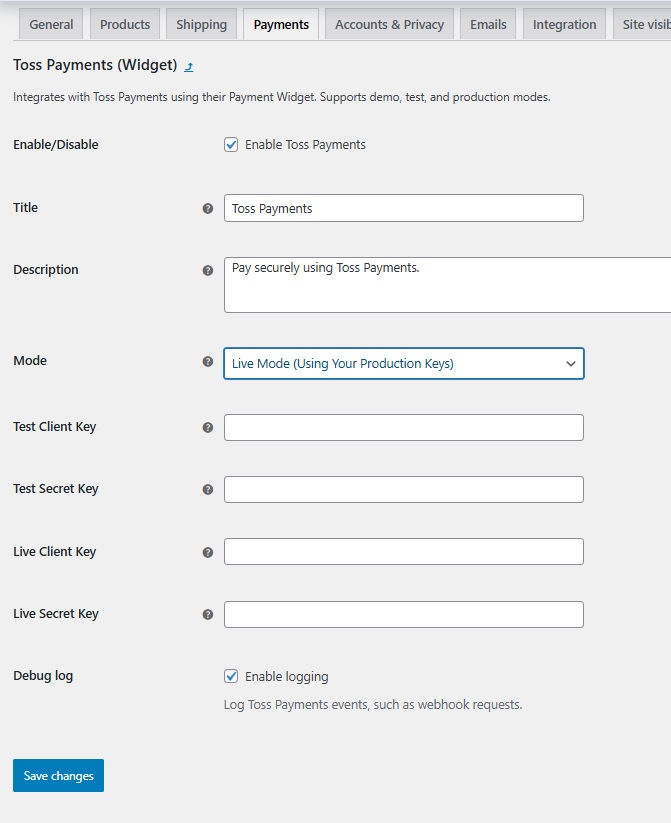 General Products Shipping Payments Accounts & Privacy Emails Integration Site visib
Toss Payments (Widget)
Integrates with Toss Payments using their Payment Widget. Supports demo, test, and production modes.
Enable/Disable Enable Toss Payments
Title Toss Payments
Description Pay securely using Toss Payments.
Mode Live Mode (Using Your Production Keys)
Test Client Key
Test Secret Key
Live Client Key
Live Secret Key
Debug log Enable logging
Log Toss Payments events, such as webhook requests.
Save changes